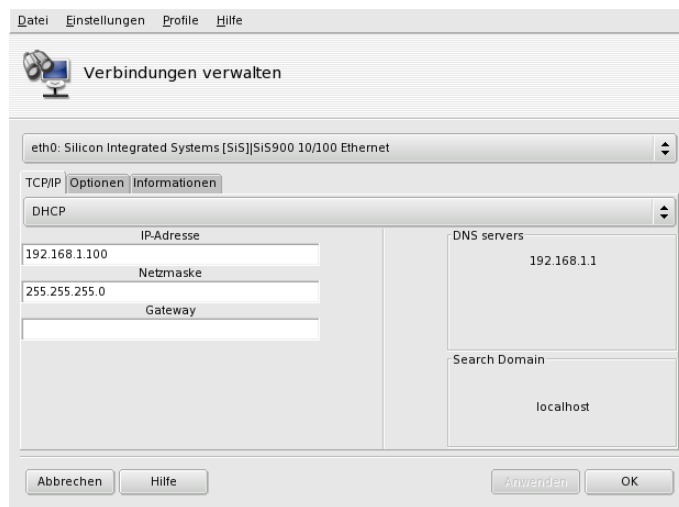 Datei Einstellungen Profile Hilfe
Verbindungen verwalten
eth0: Silicon Integrated Systems [SiS]|SiS900 10/100 Ethernet
TCP/IP Optionen Informationen
DHCP
IP-Adresse
192.168.1.100
Netzmaske
255.255.255.0
Gateway
DNS servers
192.168.1.1
Search Domain
localhost
Abbrechen Hilfe Anwenden OK